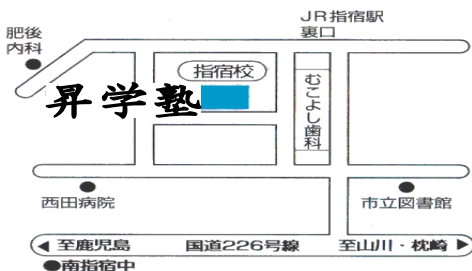 JR指宿駅
裏口
肥後
内科
指宿校
昇学塾
むこよし歯科
西田病院
市立図書館
◀至鹿児島 国道226号線 至山川・枕崎▶
●南指宿中